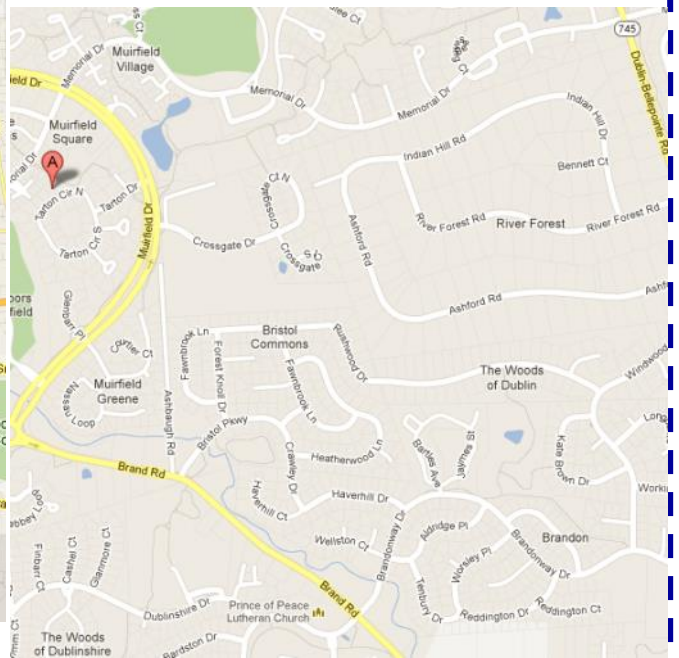 745
Muirfield
Village
Memorial Dr
Memorial Dr
Memorial Dr
Dublin-Bellepointe Rd
Indian Hill Dr
Muirfield
Square
A
Indian Hill Rd
Bennett Ct
Tarton Dr
Tarton Cir N
Crossgate Ct N
River Forest Rd
River Forest
River Forest Rd
Tarton Cir S
Muirfield Dr
Crossgate Dr
Crossgate
Ashford Rd
Ashford Rd
Glenbarr Pl
Bristol
Commons
Fawnbrook Ln
Rushwood Dr
Courtier Ct
Forest Knoll Dr
The Woods
of Dublin
Windwood
Muirfield
Greene
Nassau Loop
Fawnbrook Ln
Ashbaugh Rd
Bristol Pkwy
Bartles Ave
Jaymes St
Kate Brown Dr
Crawley Dr
Heatherwood Ln
Brand Rd
Haverhill Ct
Haverhill Dr
Aldridge Pl
Wellston Ct
Brandonway Dr
Brandon
Finbarr Ct
Cashel Ct
Glanmore Ct
Worsley Pl
Brandonway Dr
Tenbury Dr
Reddington Dr
Reddington Ct
Dublinshire Dr
Prince of Peace
Lutheran Church
Brand Rd
The Woods
of Dublinshire
Bardston Dr